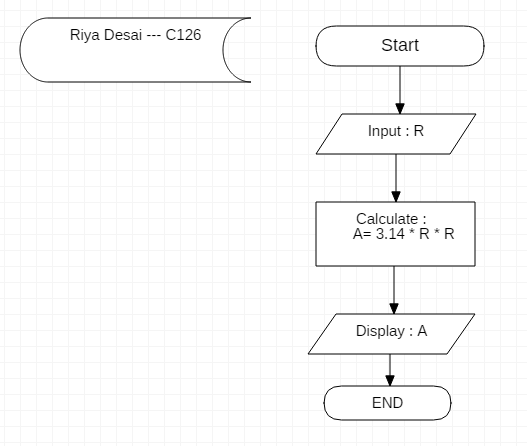 Riya Desai --- C126
Start
Input : R
Calculate :
A= 3.14 * R * R
Display : A
END